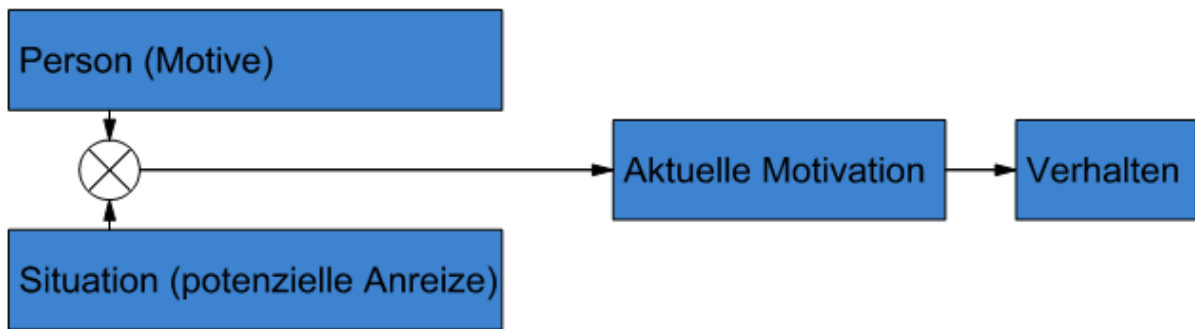 Person (Motive)
Aktuelle Motivation
Verhalten
Situation (potenzielle Anreize)